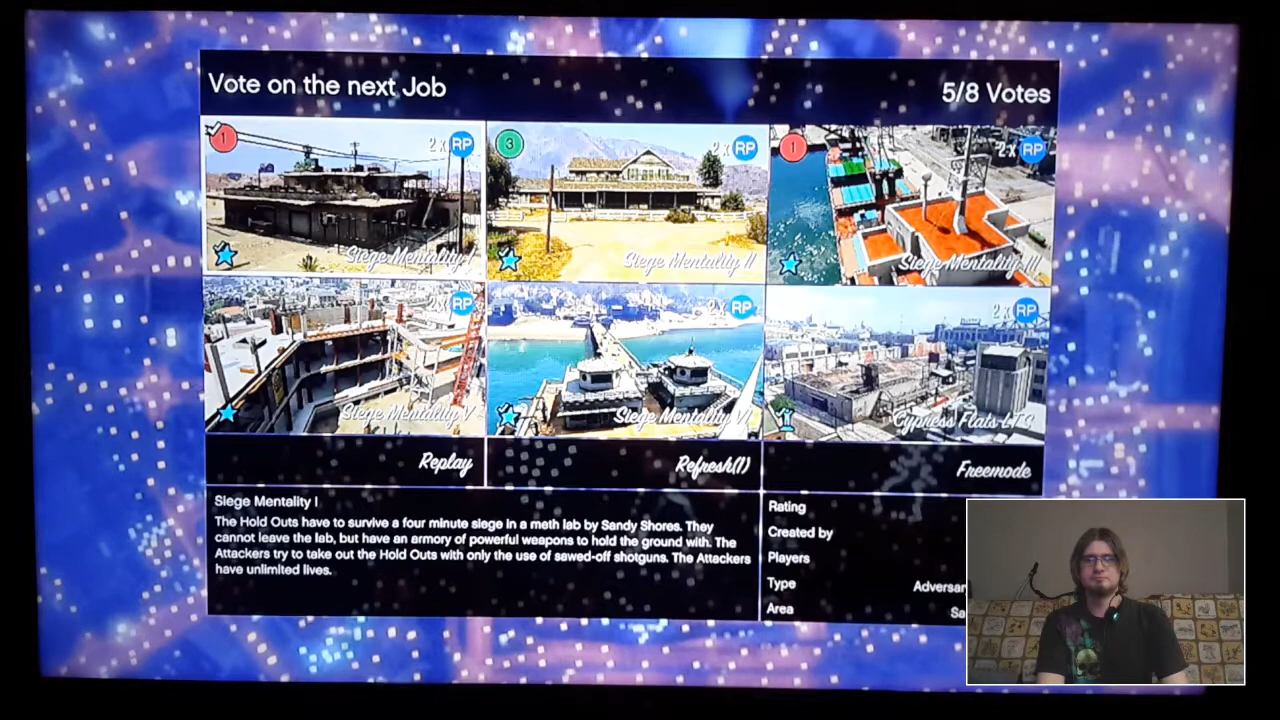 Vote on the next Job
5/8 Votes
1
2x RP
Siege Mentality I
3
2x RP
Siege Mentality II
1
2x RP
Siege Mentality III
2x RP
Siege Mentality V
2x RP
Siege Mentality
2x RP
Cypress Flats LTS
Replay
Refresh(1)
Freemode
Siege Mentality I
The Hold Outs have to survive a four minute siege in a meth lab by Sandy Shores. They
cannot leave the lab, but have an armory of powerful weapons to hold the ground with. The
Attackers try to take out the Hold Outs with only the use of sawed-off shotguns. The Attackers
have unlimited lives.
Rating
Created by
Players
Type
Adversar
Area
Sa